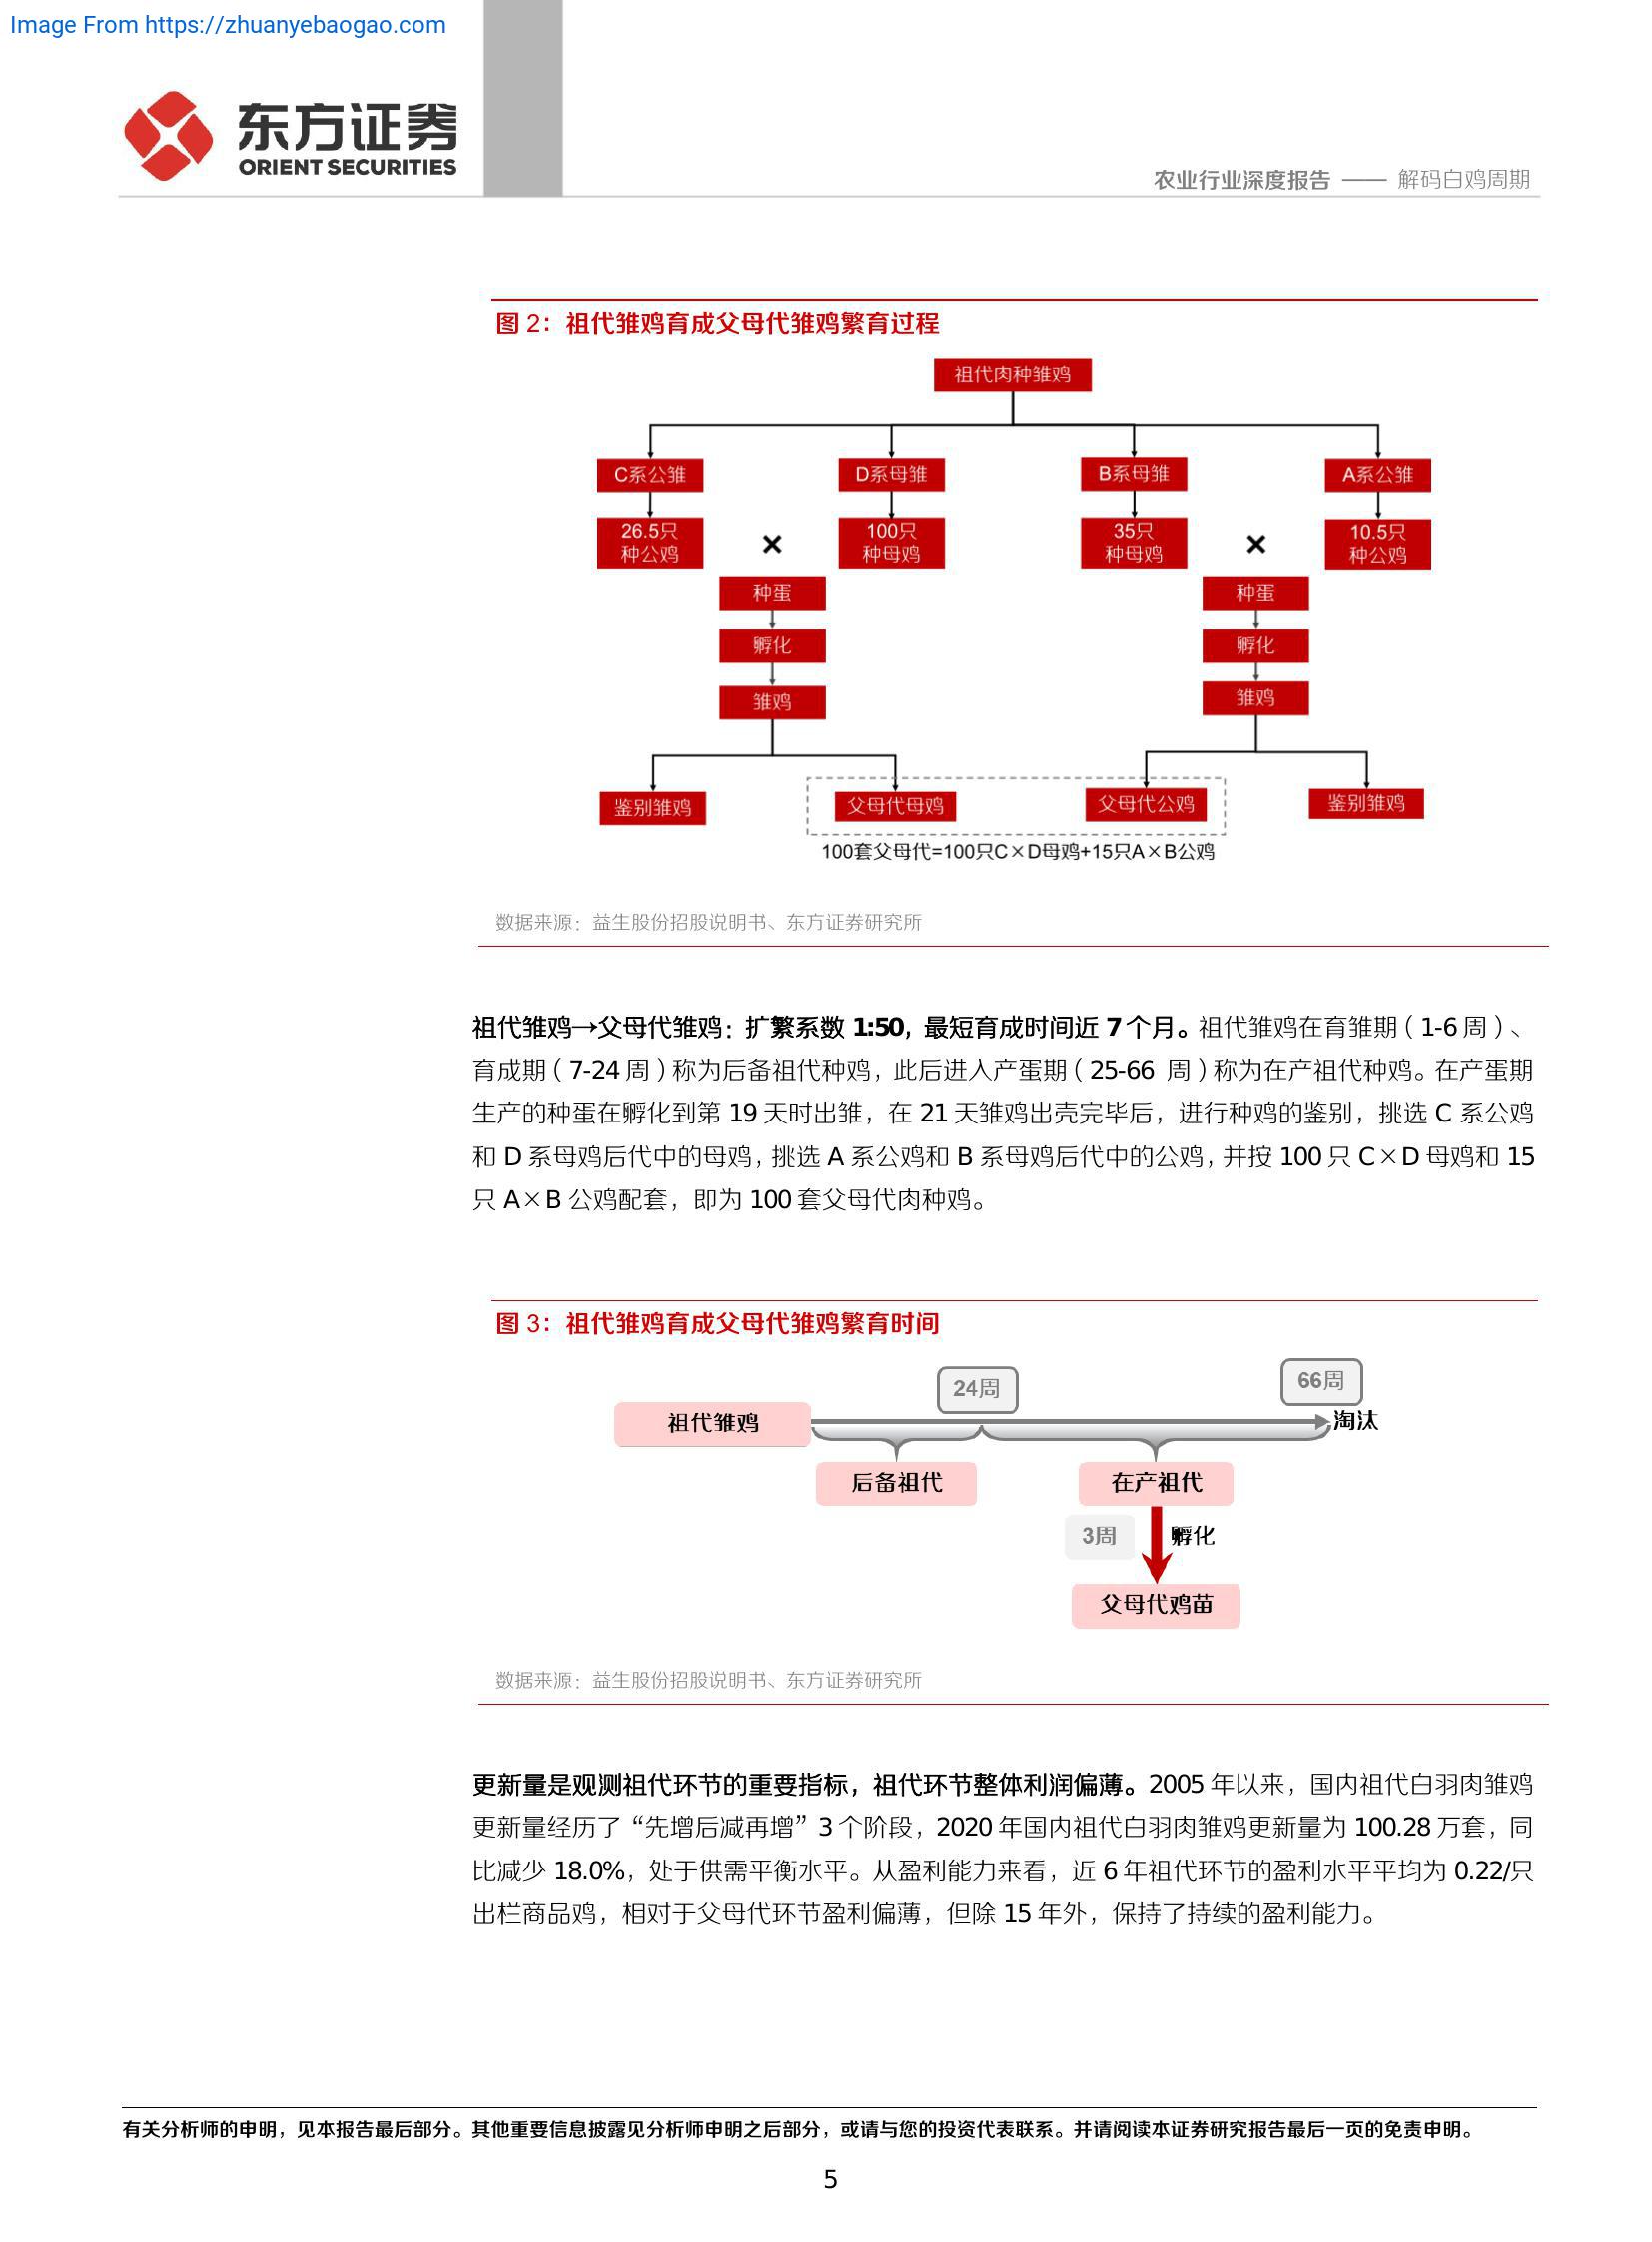 Image From https://zhuanyebaogao.com
东方证券
ORIENT SECURITIES
农业行业深度报告 —— 解码白鸡周期
图 2：祖代雏鸡育成父母代雏鸡繁育过程
祖代肉种雏鸡
C系公雏 D系母雏 B系母雏 A系公雏
26.5只 100只 35只 10.5只
种公鸡 × 种母鸡 种母鸡 × 种公鸡
种蛋 种蛋
孵化 孵化
雏鸡 雏鸡
鉴别雏鸡 父母代母鸡 父母代公鸡 鉴别雏鸡
100套父母代=100只C×D母鸡+15只A×B公鸡
数据来源：益生股份招股说明书、东方证券研究所
祖代雏鸡→父母代雏鸡：扩繁系数 1:50，最短育成时间近 7 个月。祖代雏鸡在育雏期（1-6 周）、
育成期（7-24 周）称为后备祖代种鸡，此后进入产蛋期（25-66 周）称为在产祖代种鸡。在产蛋期
生产的种蛋在孵化到第 19 天时出雏，在 21 天雏鸡出壳完毕后，进行种鸡的鉴别，挑选 C 系公鸡
和 D 系母鸡后代中的母鸡，挑选 A 系公鸡和 B 系母鸡后代中的公鸡，并按 100 只 C×D 母鸡和 15
只 A×B 公鸡配套，即为 100 套父母代肉种鸡。
图 3：祖代雏鸡育成父母代雏鸡繁育时间
24周 66周
祖代雏鸡 淘汰
后备祖代 在产祖代
3周 孵化
父母代鸡苗
数据来源：益生股份招股说明书、东方证券研究所
更新量是观测祖代环节的重要指标，祖代环节整体利润偏薄。2005 年以来，国内祖代白羽肉雏鸡
更新量经历了“先增后减再增”3 个阶段，2020 年国内祖代白羽肉雏鸡更新量为 100.28 万套，同
比减少 18.0%，处于供需平衡水平。从盈利能力来看，近 6 年祖代环节的盈利水平平均为 0.22/只
出栏商品鸡，相对于父母代环节盈利偏薄，但除 15 年外，保持了持续的盈利能力。
有关分析师的申明，见本报告最后部分。其他重要信息披露见分析师申明之后部分，或请与您的投资代表联系。并请阅读本证券研究报告最后一页的免责申明。
5